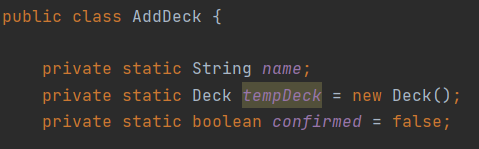 public class AddDeck {
private static String name;
private static Deck tempDeck = new Deck();
private static boolean confirmed = false;